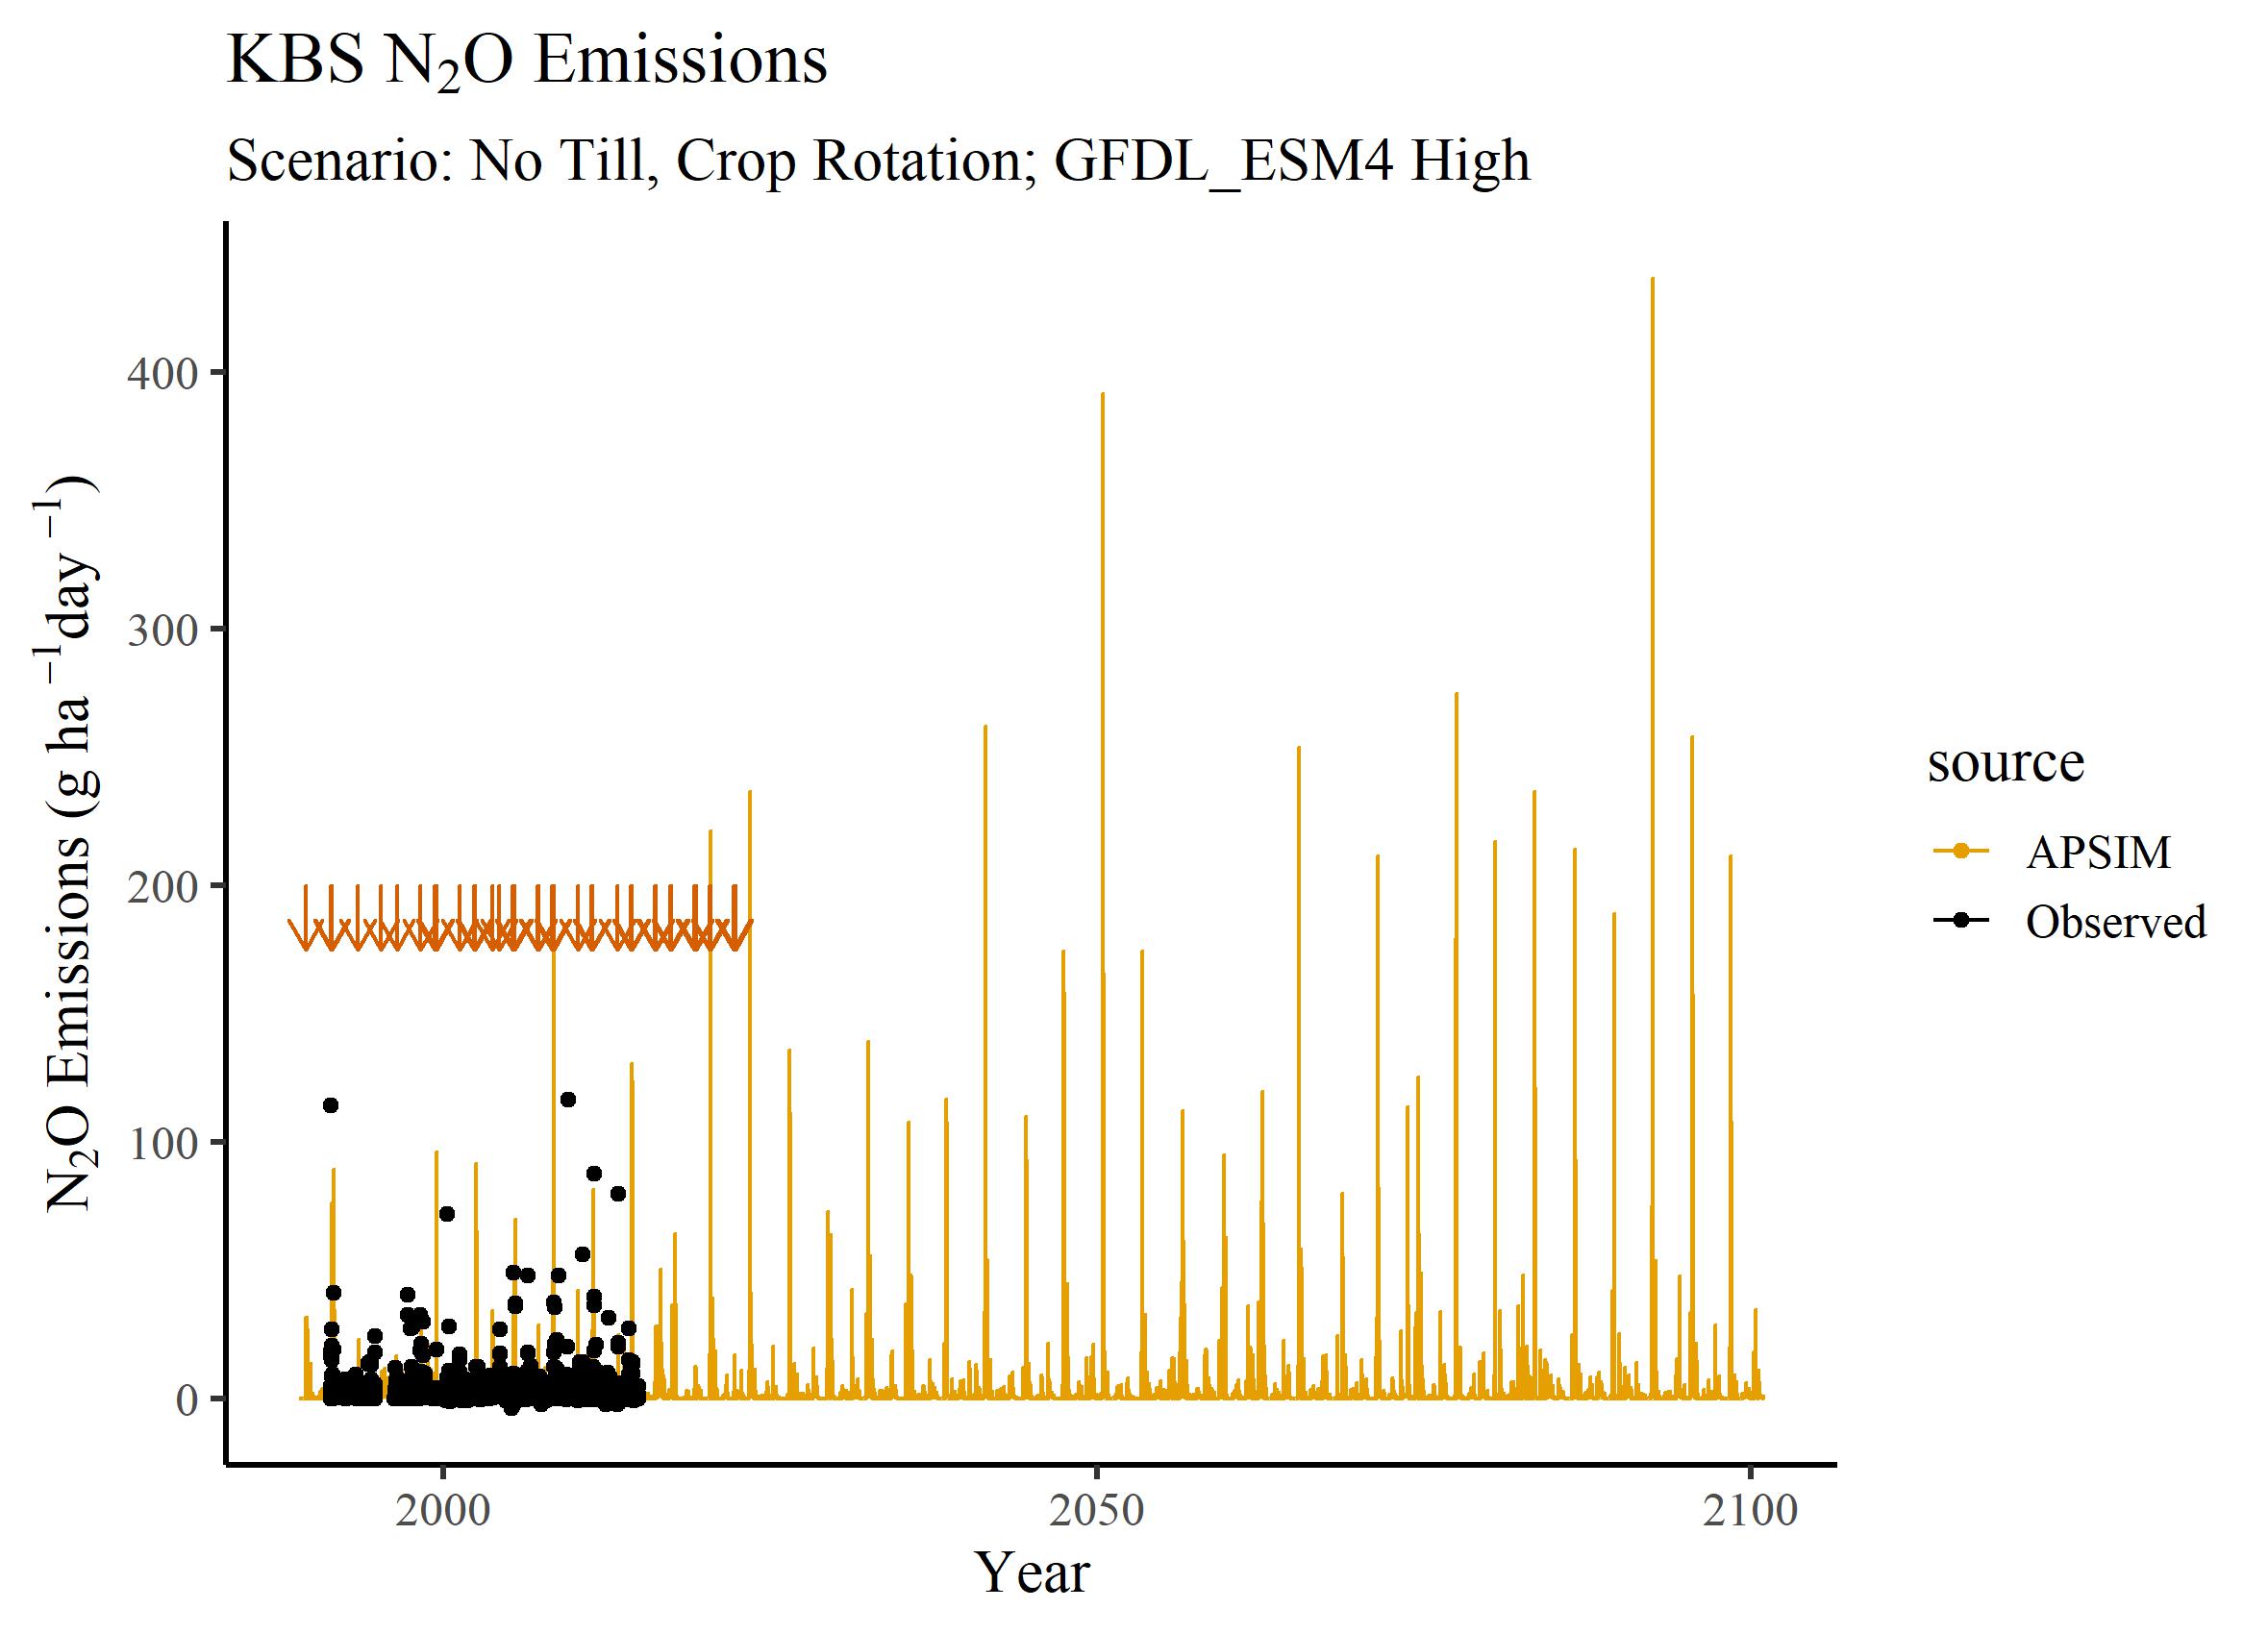 KBS N₂O Emissions
Scenario: No Till, Crop Rotation; GFDL_ESM4 High
N₂O Emissions (g ha⁻¹day⁻¹)
400
300
200
100
0
2000
2050
2100
Year
source
APSIM
Observed